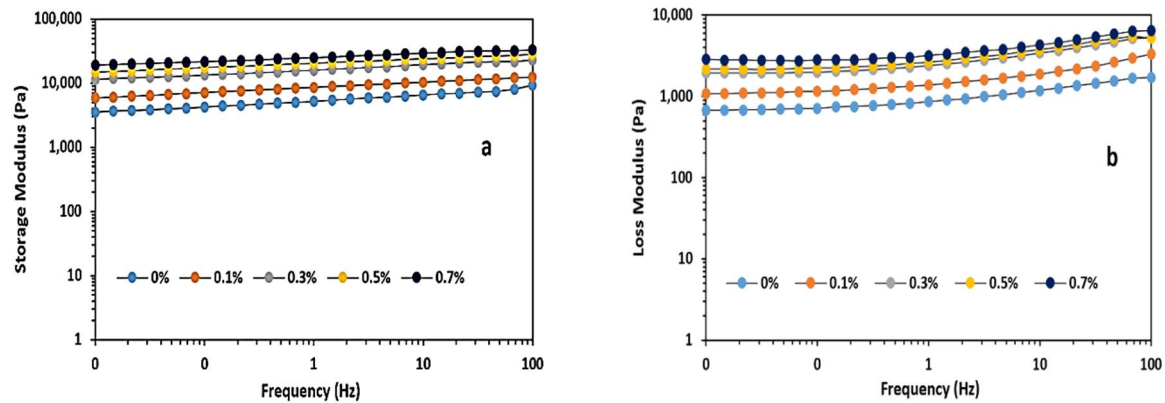 100,000
10,000
1,000
100
10
1
Storage Modulus (Pa)
a
0% 0.1% 0.3% 0.5% 0.7%
0 0 1 10 100
Frequency (Hz)
10,000
1,000
100
10
1
Loss Modulus (Pa)
b
0% 0.1% 0.3% 0.5% 0.7%
0 0 1 10 100
Frequency (Hz)